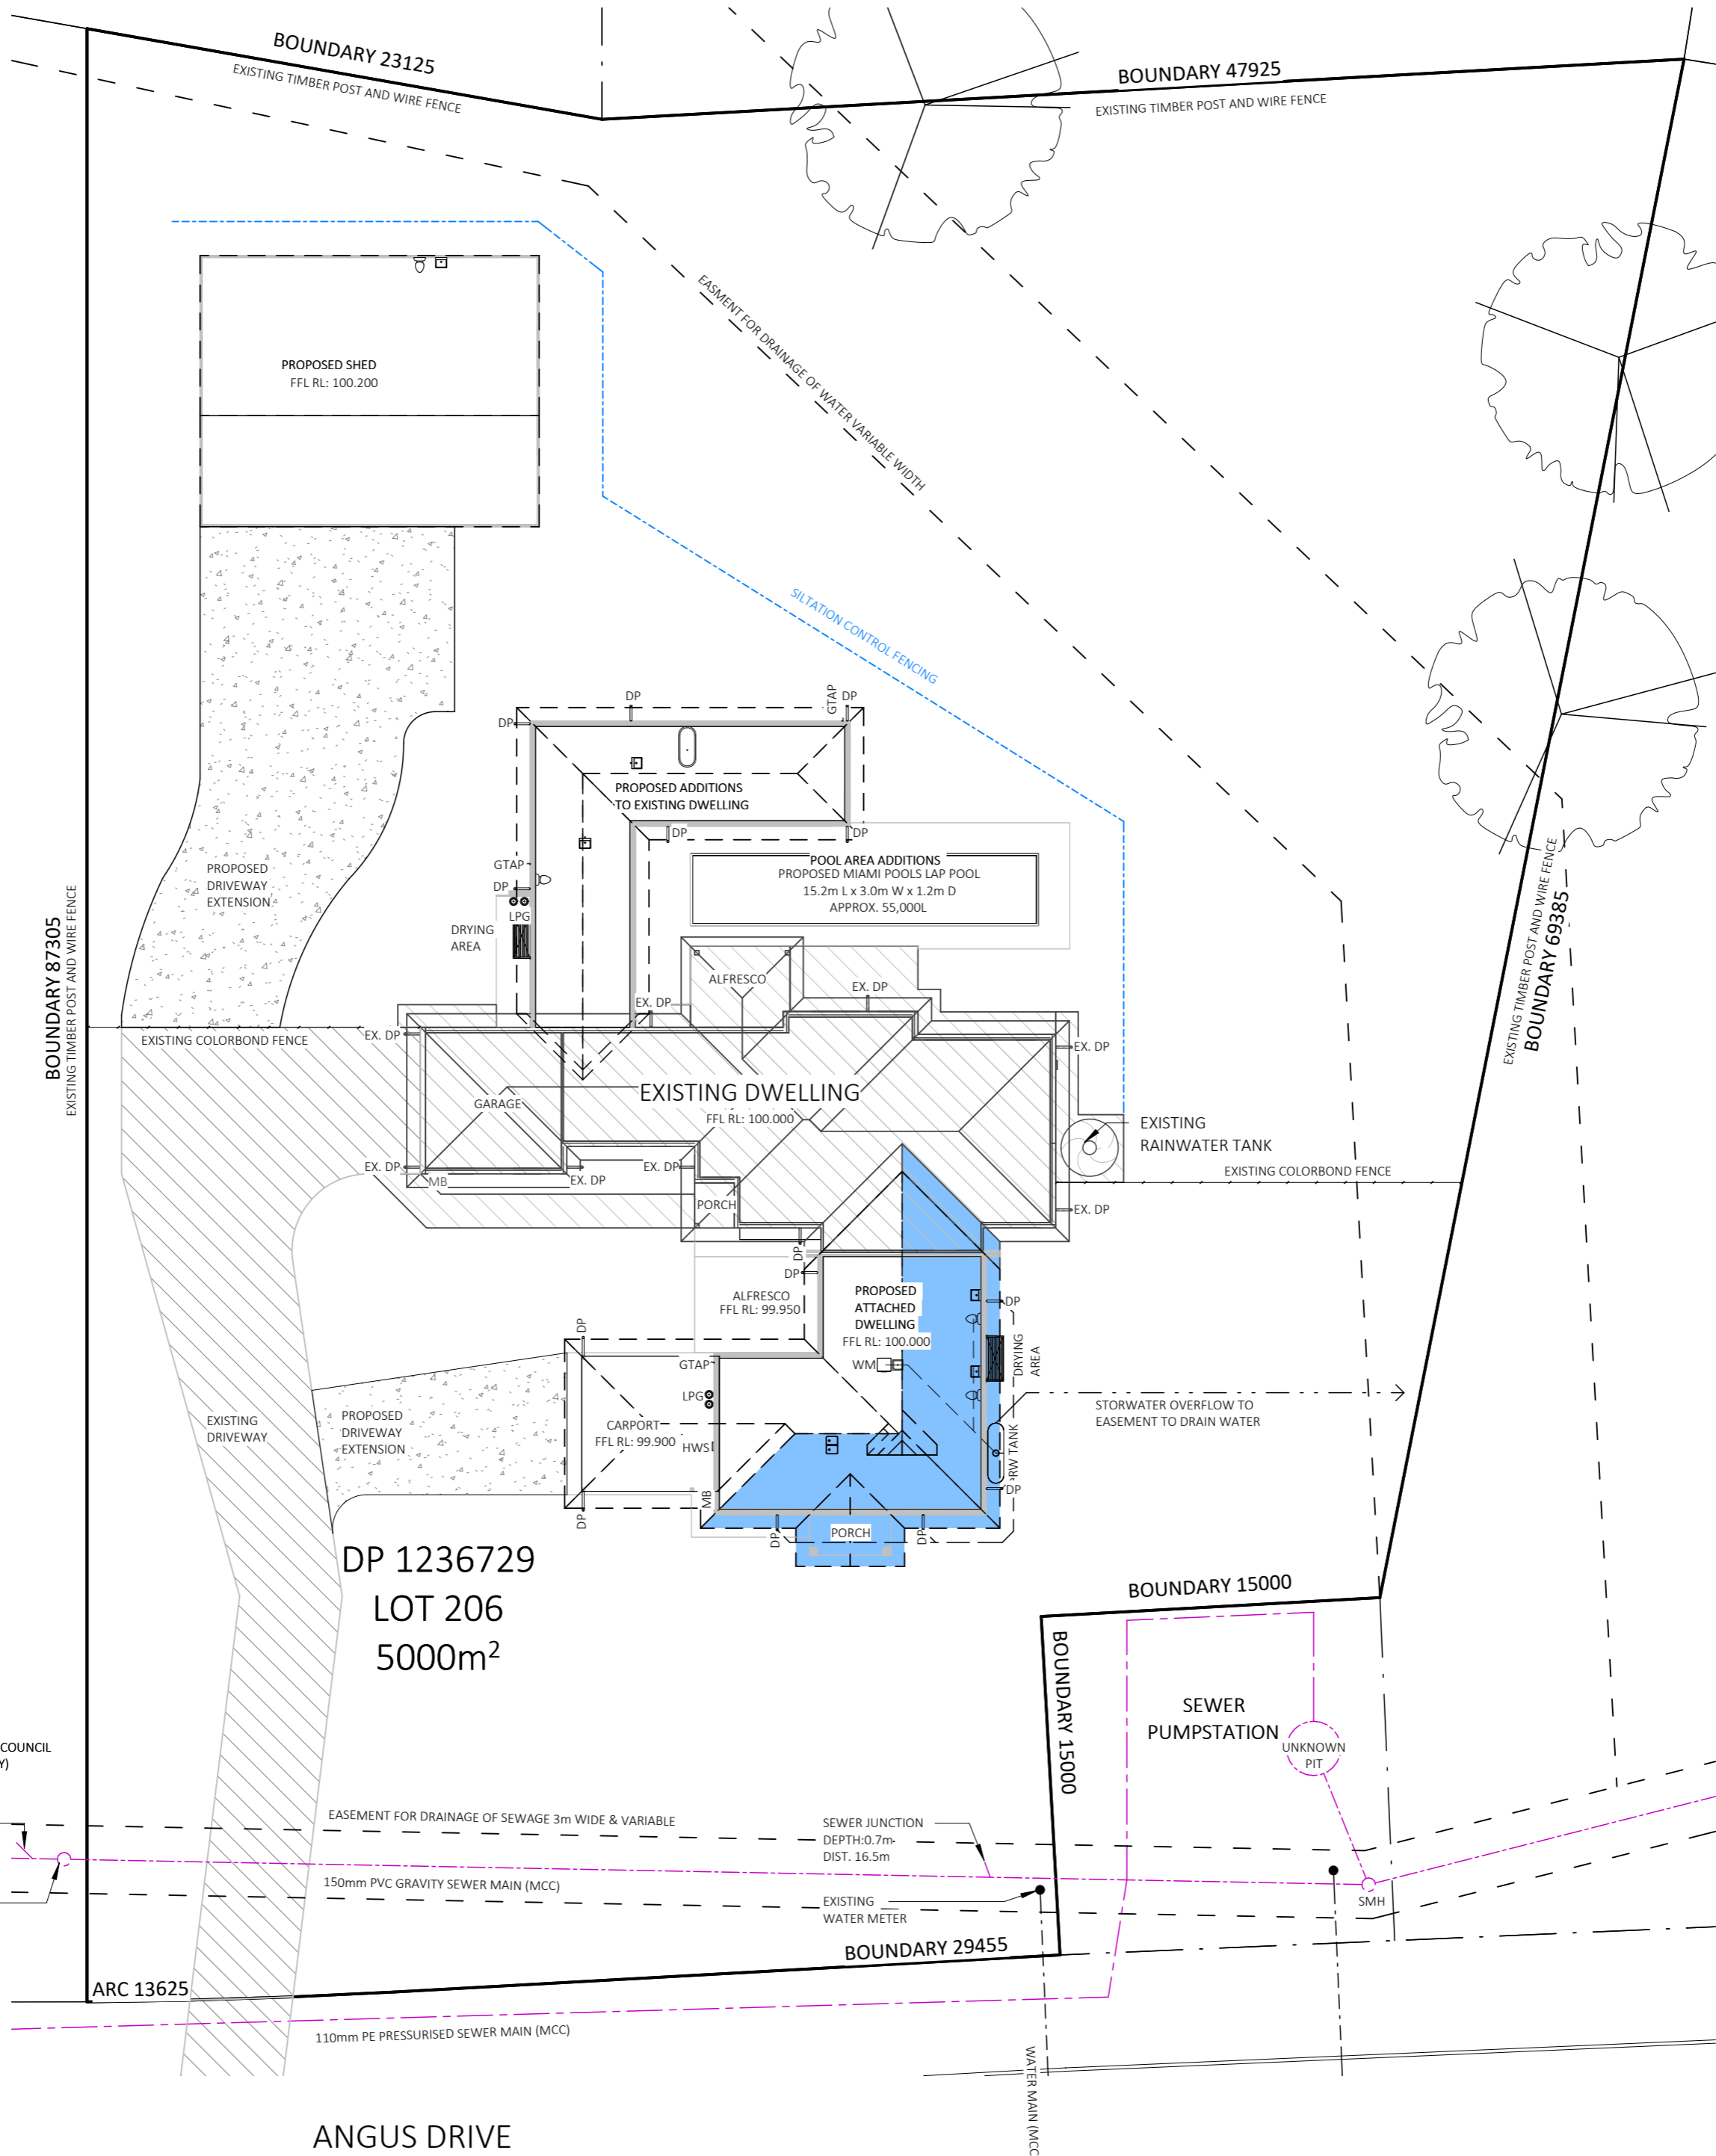 BOUNDARY 23125
EXISTING TIMBER POST AND WIRE FENCE
BOUNDARY 47925
EXISTING TIMBER POST AND WIRE FENCE
PROPOSED SHED
FFL RL: 100.200
EASMENT FOR DRAINAGE OF WATER VARIABLE WIDTH
SILTATION CONTROL FENCING
DP
DP
GTAP
DP
PROPOSED ADDITIONS
TO EXISTING DWELLING
DP
DP
GTAP
DP
LPG
DRYING
AREA
POOL AREA ADDITIONS
PROPOSED MIAMI POOLS LAP POOL
15.2m L x 3.0m W x 1.2m D
APPROX. 55,000L
PROPOSED
DRIVEWAY
EXTENSION
BOUNDARY 87305
EXISTING TIMBER POST AND WIRE FENCE
EXISTING TIMBER POST AND WIRE FENCE
BOUNDARY 69385
ALFRESCO
EX. DP
EX. DP
EXISTING COLORBOND FENCE
EX. DP
EX. DP
GARAGE
EXISTING DWELLING
FFL RL: 100.000
EXISTING
RAINWATER TANK
EX. DP
MB
EX. DP
EX. DP
PORCH
EXISTING COLORBOND FENCE
EX. DP
DP
DP
ALFRESCO
FFL RL: 99.950
PROPOSED
ATTACHED
DWELLING
FFL RL: 100.000
DP
DRYING
AREA
WM
DP
GTAP
LPG
CARPORT
FFL RL: 99.900
HWS
MB
DP
RW TANK
DP
DP
PORCH
DP
STORWATER OVERFLOW TO
EASEMENT TO DRAIN WATER
EXISTING
DRIVEWAY
PROPOSED
DRIVEWAY
EXTENSION
DP 1236729
LOT 206
5000m²
BOUNDARY 15000
BOUNDARY 15000
SEWER
PUMPSTATION
UNKNOWN
PIT
COUNCIL
Y)
EASEMENT FOR DRAINAGE OF SEWAGE 3m WIDE & VARIABLE
SEWER JUNCTION
DEPTH:0.7m
DIST. 16.5m
150mm PVC GRAVITY SEWER MAIN (MCC)
EXISTING
WATER METER
SMH
BOUNDARY 29455
ARC 13625
110mm PE PRESSURISED SEWER MAIN (MCC)
WATER MAIN (MCC
ANGUS DRIVE